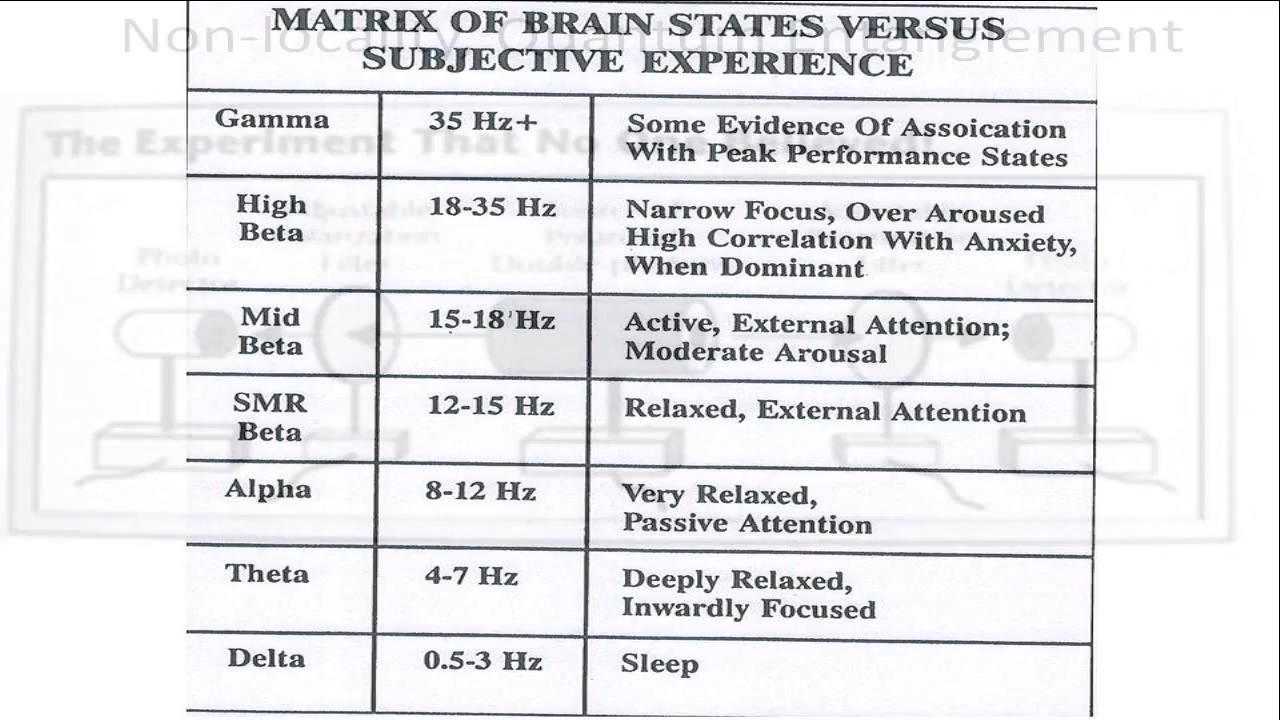 Non-locality Quantum Entanglement
MATRIX OF BRAIN STATES VERSUS
SUBJECTIVE EXPERIENCE
Gamma
35 Hz+
Some Evidence Of Assoication
With Peak Performance States
The Experiment That No One Believed!
High
Beta
18-35 Hz
Narrow Focus, Over Aroused
High Correlation With Anxiety,
When Dominant
Photo
Detector
Filter
Mid
Beta
15-18 Hz
Active, External Attention;
Moderate Arousal
SMR
Beta
12-15 Hz
Relaxed, External Attention
Alpha
8-12 Hz
Very Relaxed,
Passive Attention
Theta
4-7 Hz
Deeply Relaxed,
Inwardly Focused
Delta
0.5-3 Hz
Sleep